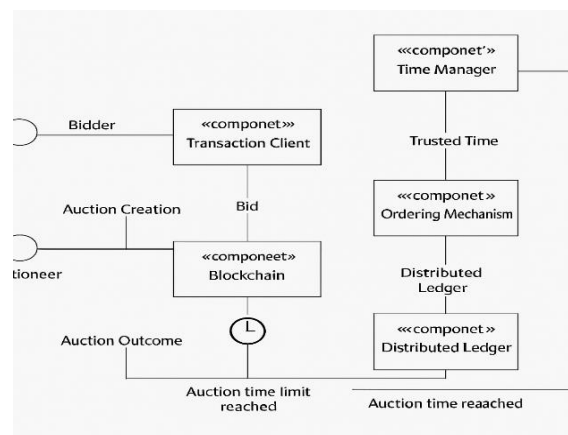 «‹componet'»
Time Manager
Bidder
«componet»›
Transaction Client
Trusted Time
Auction Creation
Bid
«‹componet»
Ordering Mechanism
tioneer
«componeet»
Blockchain
Distributed
Ledger
Auction Outcome
«‹componet»
Distributed Ledger
Auction time limit
reached
Auction time reaached